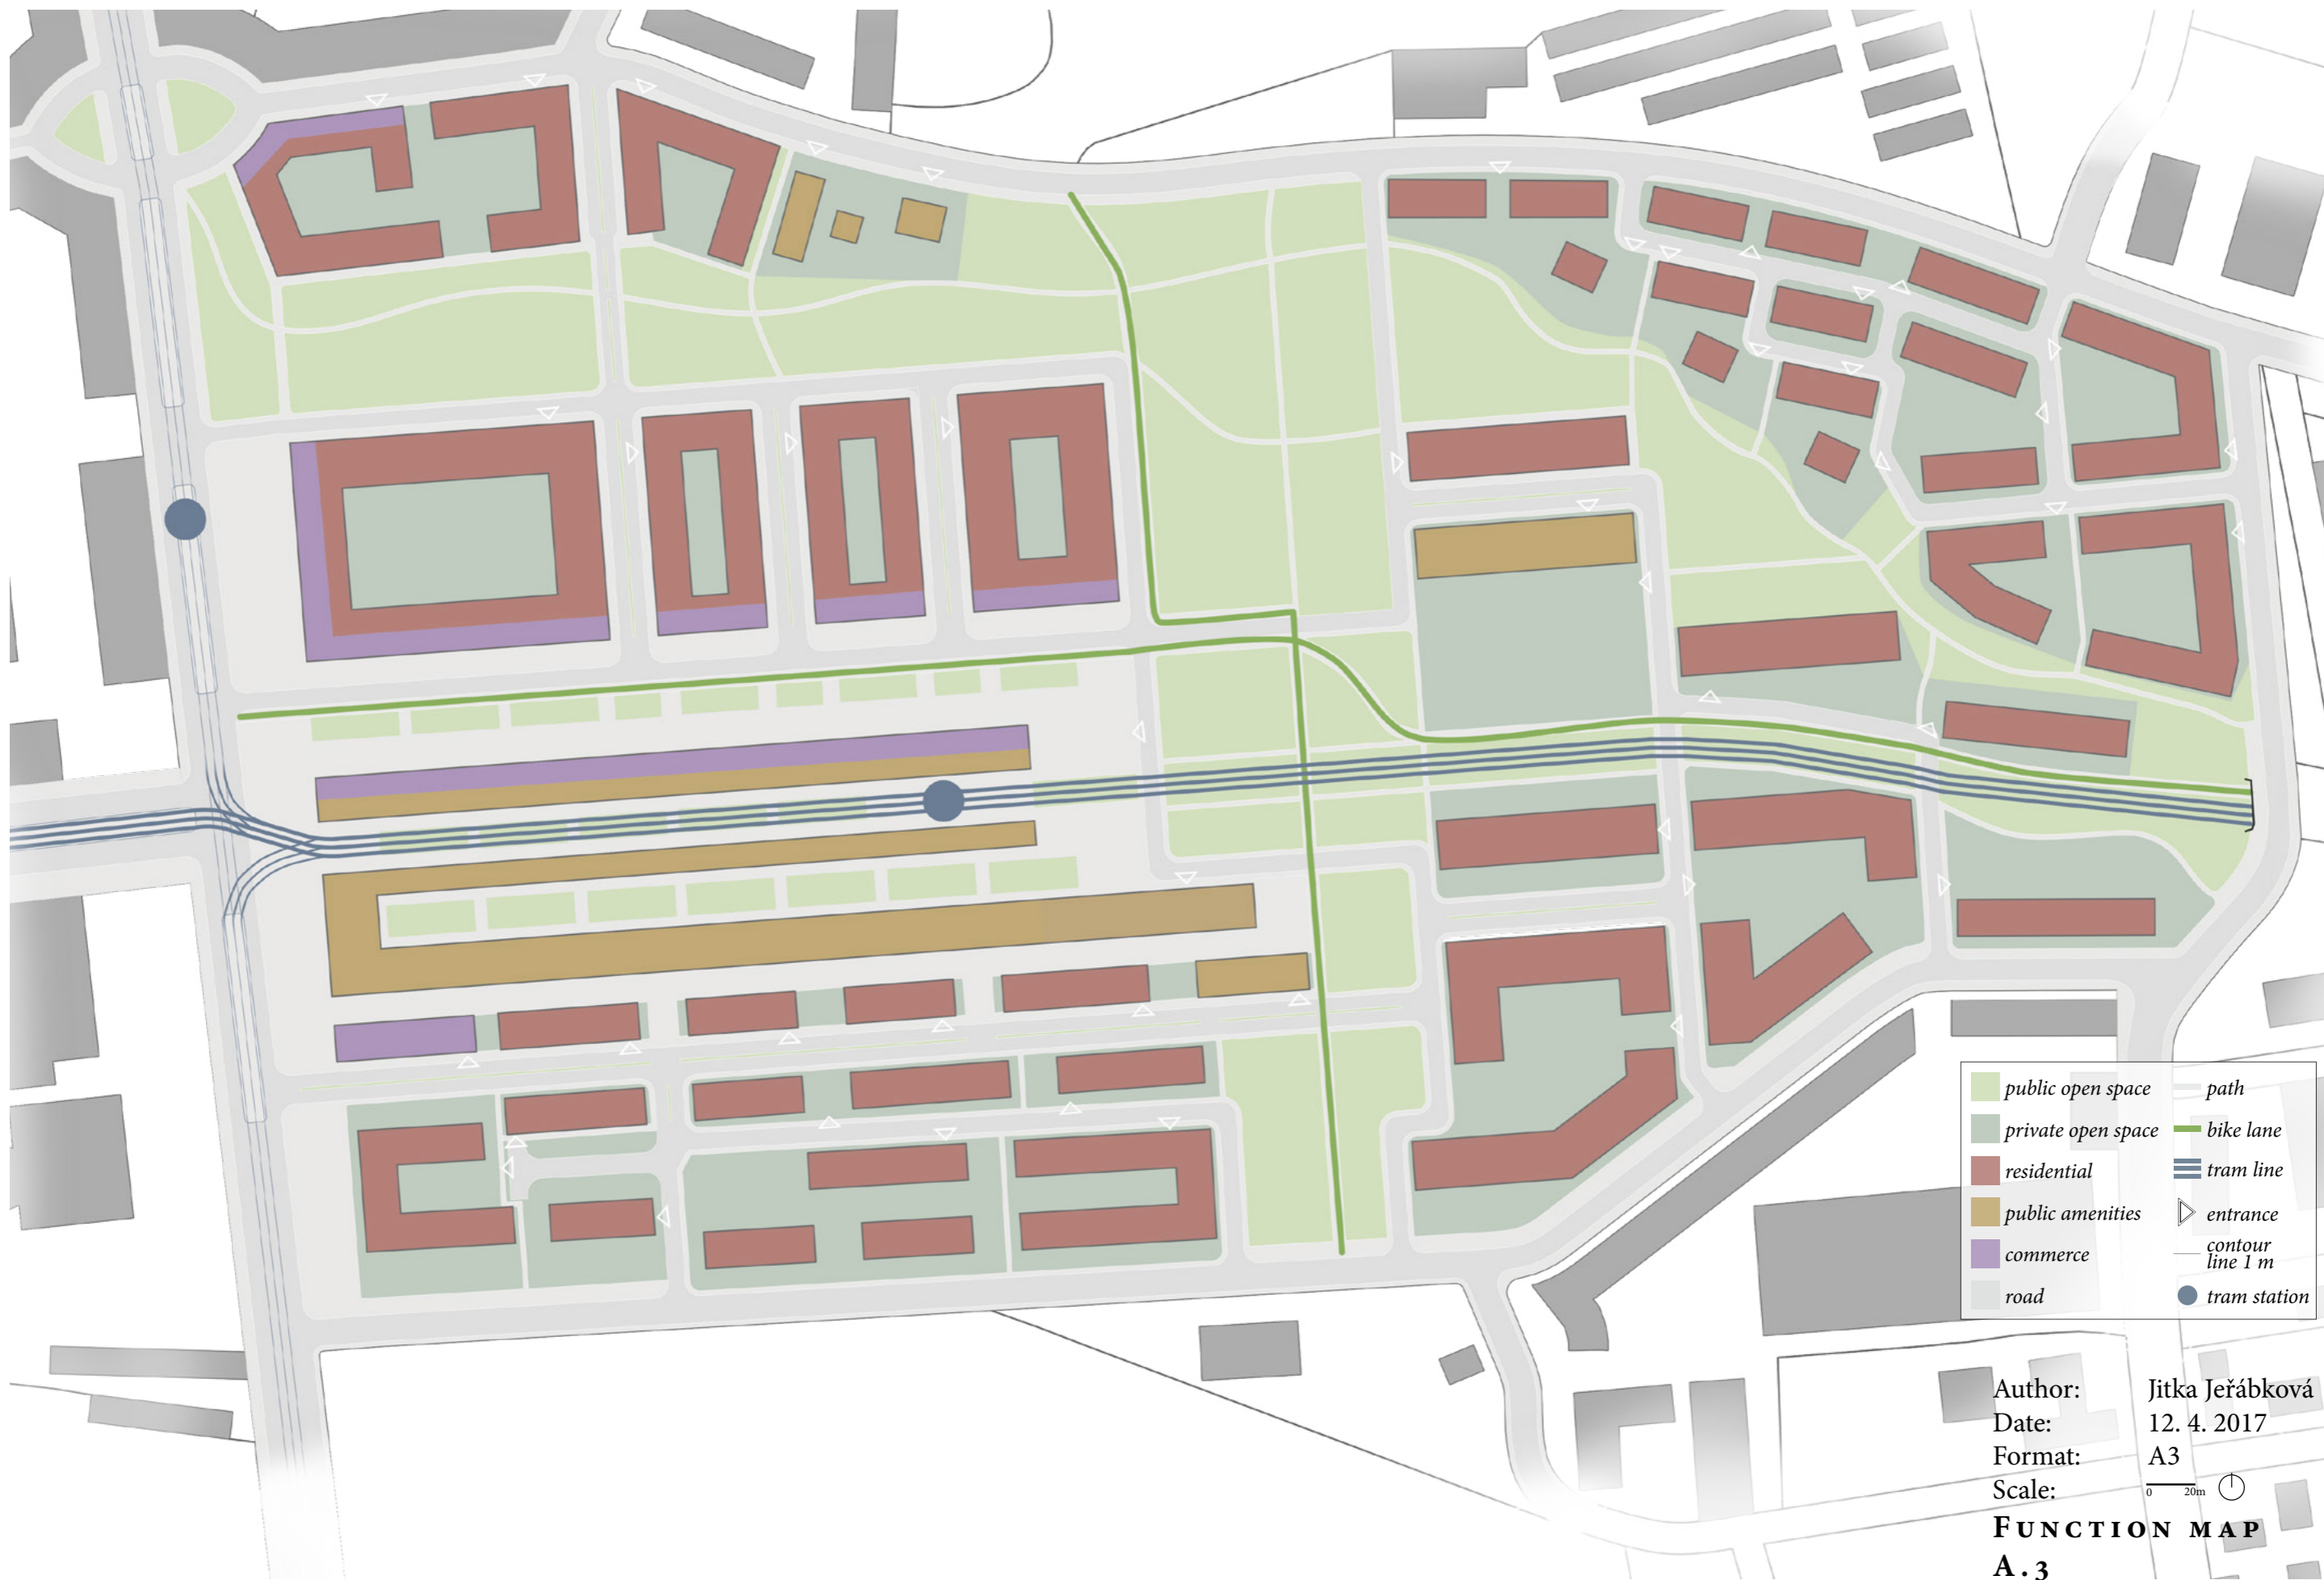 public open space
path
private open space
bike lane
residential
tram line
public amenities
entrance
commerce
contour
line 1 m
road
tram station
Author: Jitka Jeřábková
Date: 12. 4. 2017
Format: A3
Scale: 0 20m
FUNCTION MAP
A.3